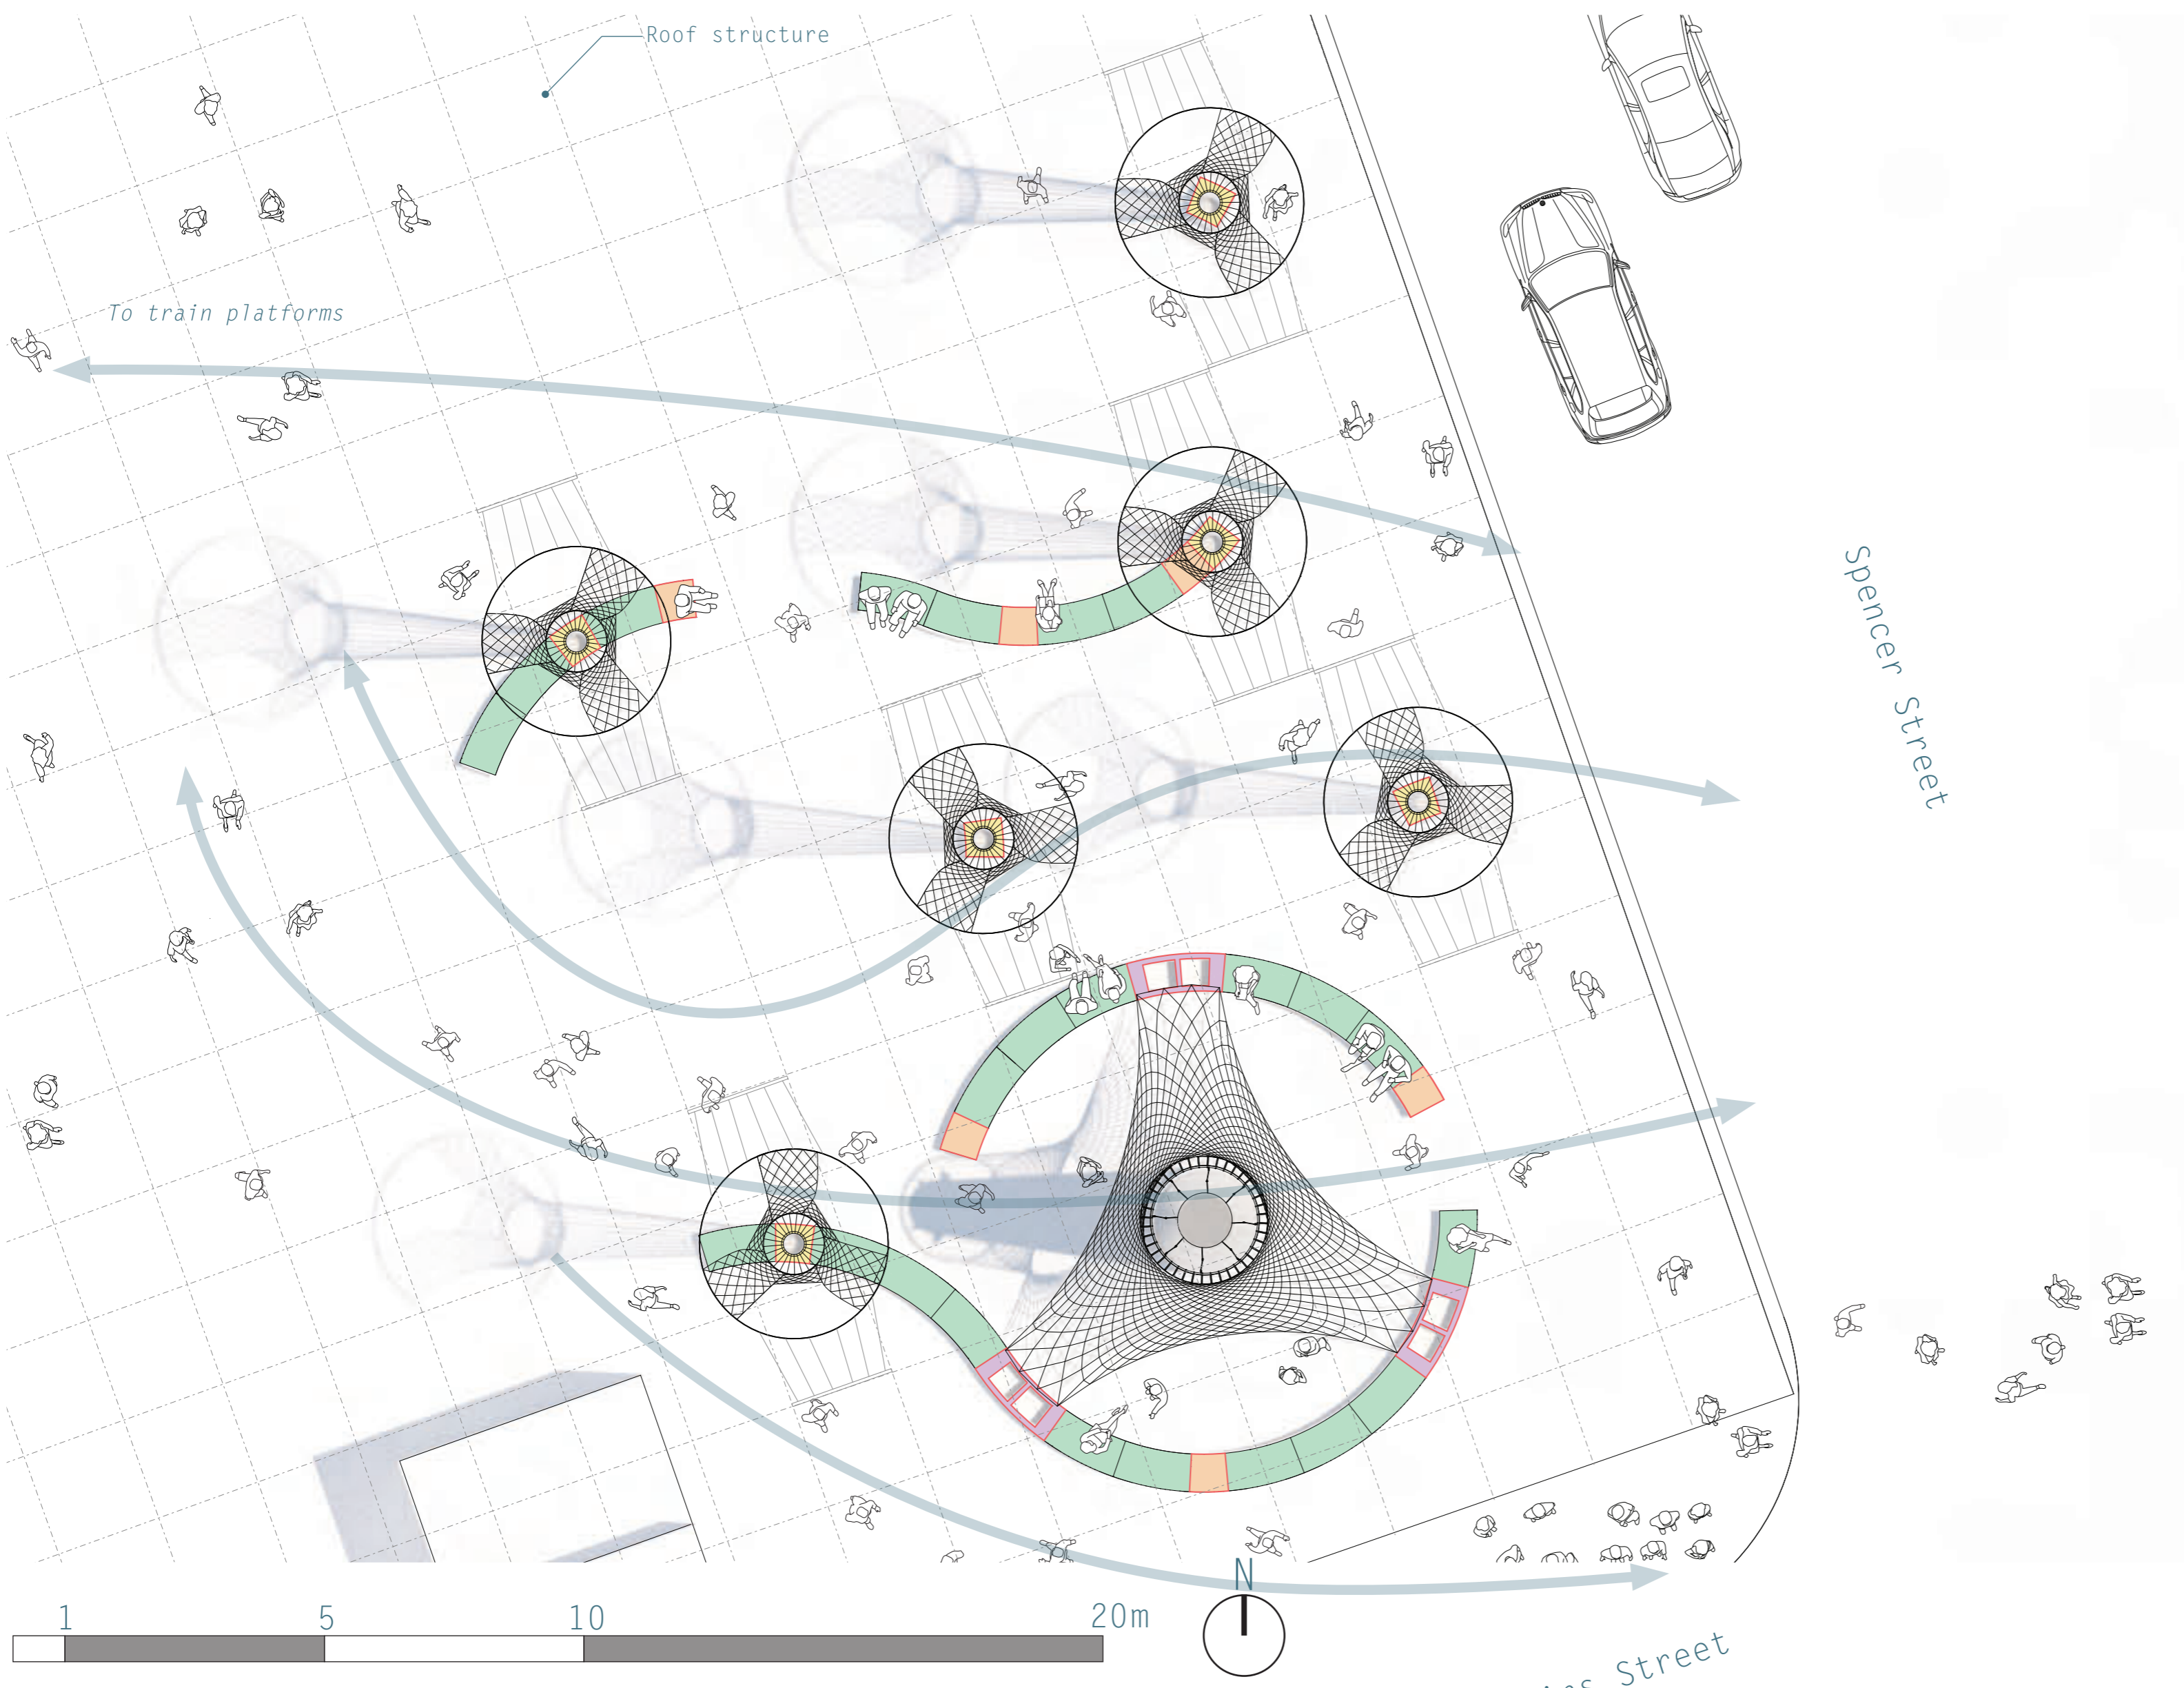 Roof structure
To train platforms
Spencer Street
1 5 10 20m
N
Street